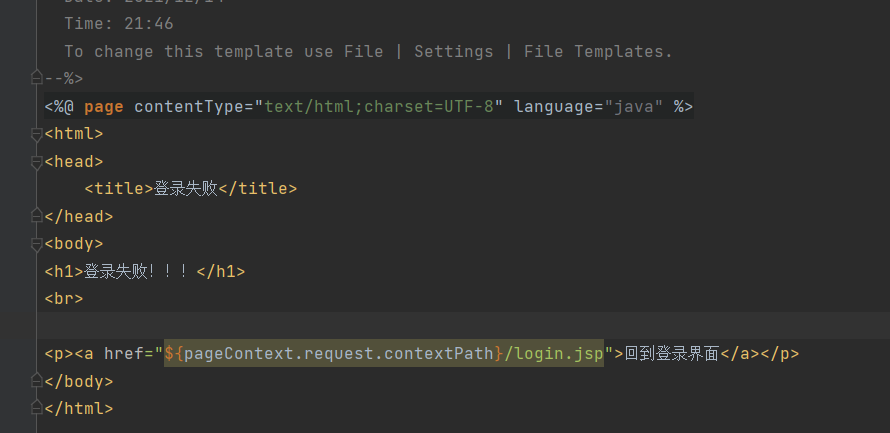 Time: 21:46
To change this template use File | Settings | File Templates.
--%>
<%@ page contentType="text/html;charset=UTF-8" language="java" %>
<html>
<head>
    <title>登录失败</title>
</head>
<body>
<h1>登录失败！！！</h1>
<br>
<p><a href="${pageContext.request.contextPath}/login.jsp">回到登录界面</a></p>
</body>
</html>